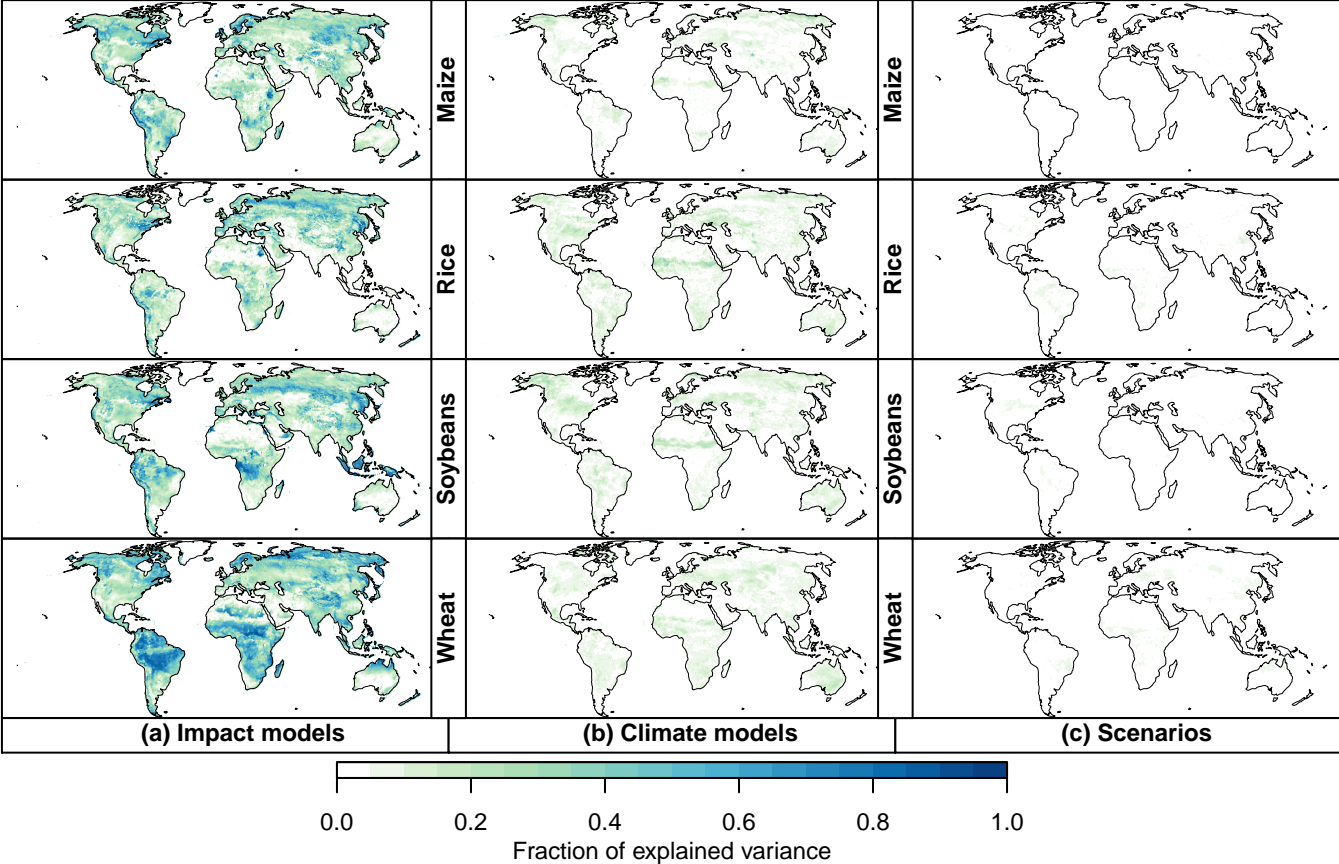 Maize
Maize
Rice
Rice
Soybeans
Soybeans
Wheat
Wheat
(a) Impact models
(b) Climate models
(c) Scenarios
0.0
0.2
0.4
0.6
0.8
1.0
Fraction of explained variance